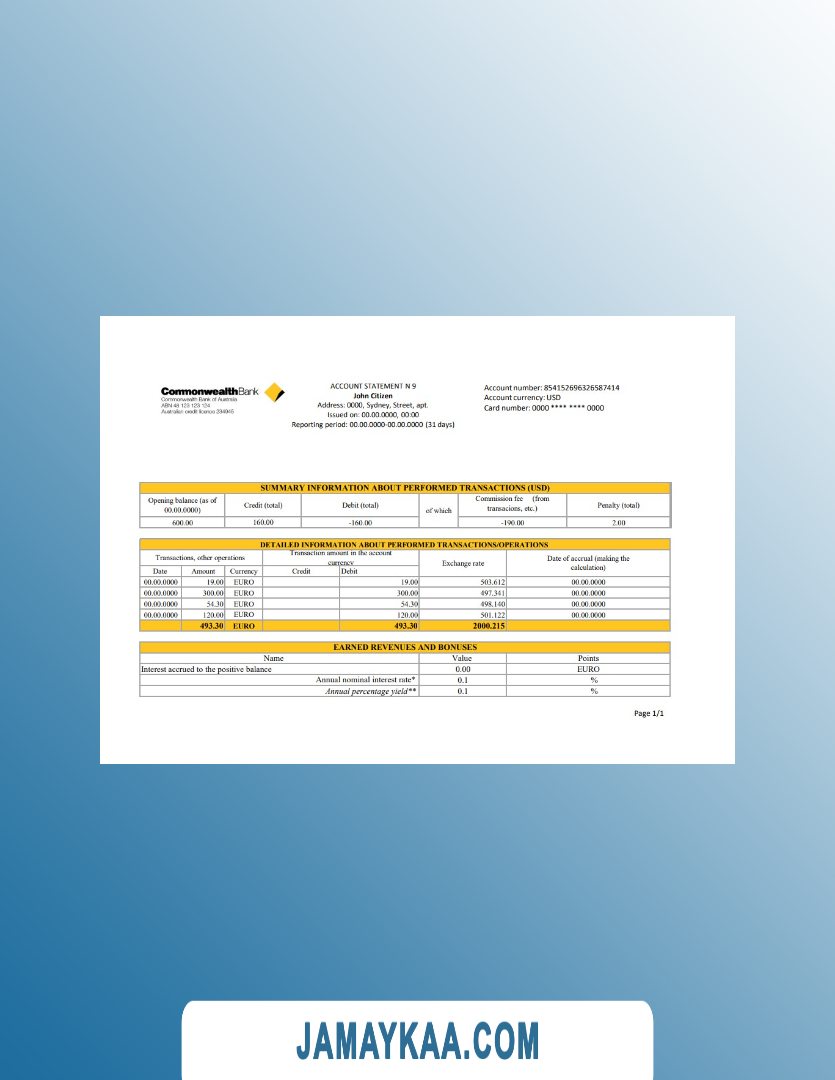 CommonwealthBank
Commonwealth Bank of Australia
ABN 48 123 123 124
Australian credit licence 234945
ACCOUNT STATEMENT N 9
John Citizen
Address: 0000, Sydney, Street, apt.
Issued on: 00.00.0000, 00:00
Reporting period: 00.00.0000-00.00.0000 (31 days)
Account number: 854152696326587414
Account currency: USD
Card number: 0000 **** **** 0000
SUMMARY INFORMATION ABOUT PERFORMED TRANSACTIONS (USD)
Opening balance (as of 00.00.0000) Credit (total) Debit (total) of which Commission fee (from transacions, etc.) Penalty (total)
600.00 160.00 -160.00 -190.00 2.00
DETAILED INFORMATION ABOUT PERFORMED TRANSACTIONS/OPERATIONS
Transactions, other operations Transaction amount in the account currency Exchange rate Date of accrual (making the calculation)
Date Amount Currency Credit Debit
00.00.0000 19.00 EURO 19.00 503.612 00.00.0000
00.00.0000 300.00 EURO 300.00 497.341 00.00.0000
00.00.0000 54.30 EURO 54.30 498.140 00.00.0000
00.00.0000 120.00 EURO 120.00 501.122 00.00.0000
493.30 EURO 493.30 2000.215
EARNED REVENUES AND BONUSES
Name Value Points
Interest accrued to the positive balance 0.00 EURO
Annual nominal interest rate* 0.1 %
Annual percentage yield** 0.1 %
Page 1/1
JAMAYKAA.COM